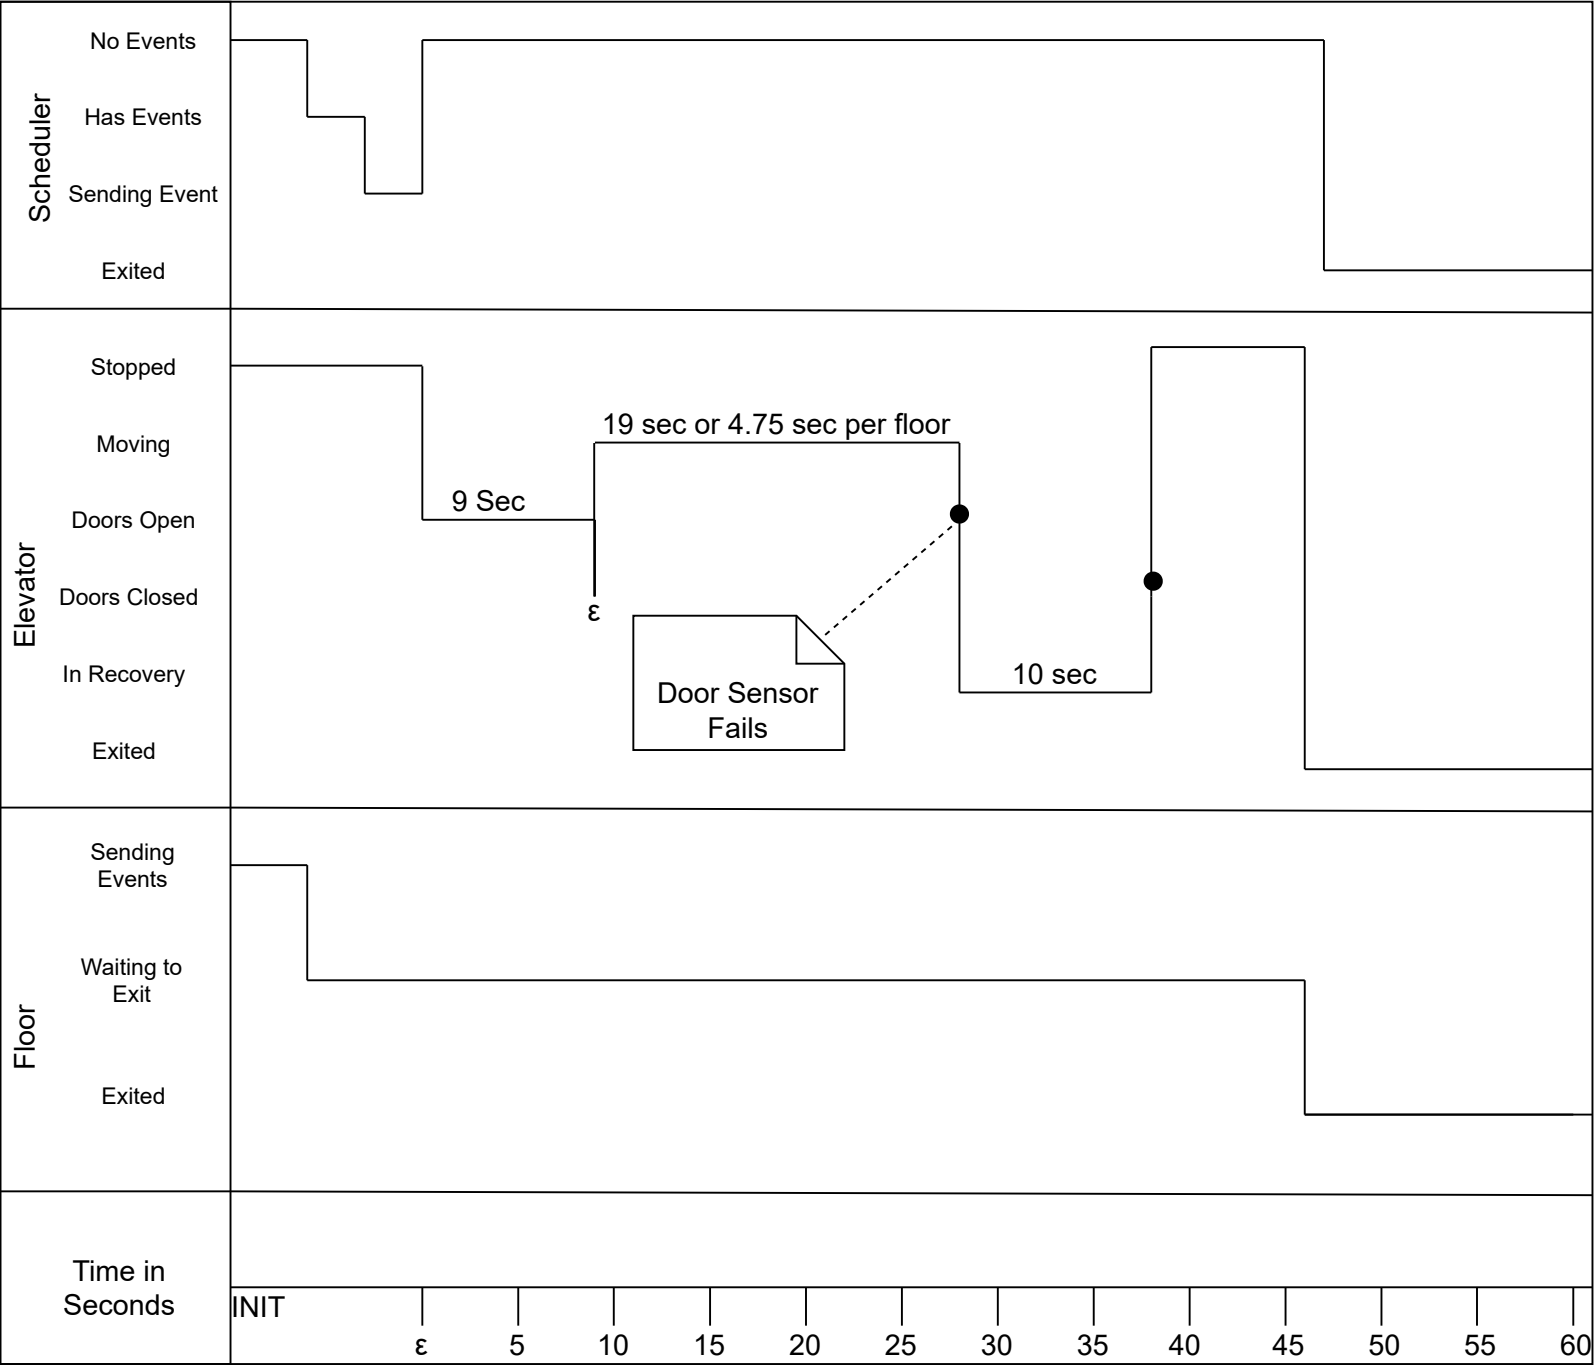 Scheduler
No Events
Has Events
Sending Event
Exited
Elevator
Stopped
Moving
Doors Open
Doors Closed
In Recovery
Exited
19 sec or 4.75 sec per floor
9 Sec
ε
Door Sensor
Fails
10 sec
Floor
Sending
Events
Waiting to
Exit
Exited
Time in
Seconds
INIT
ε 5 10 15 20 25 30 35 40 45 50 55 60